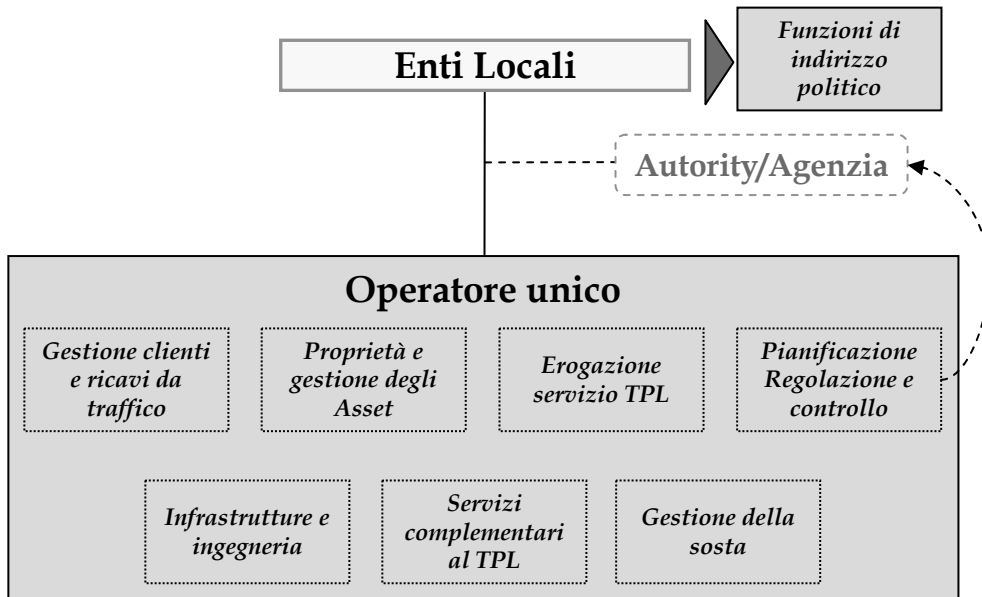 Enti Locali
Funzioni di
indirizzo
politico
Autority/Agenzia
Operatore unico
Gestione clienti
e ricavi da
traffico
Proprietà e
gestione degli
Asset
Erogazione
servizio TPL
Pianificazione
Regolazione e
controllo
Infrastrutture e
ingegneria
Servizi
complementari
al TPL
Gestione della
sosta